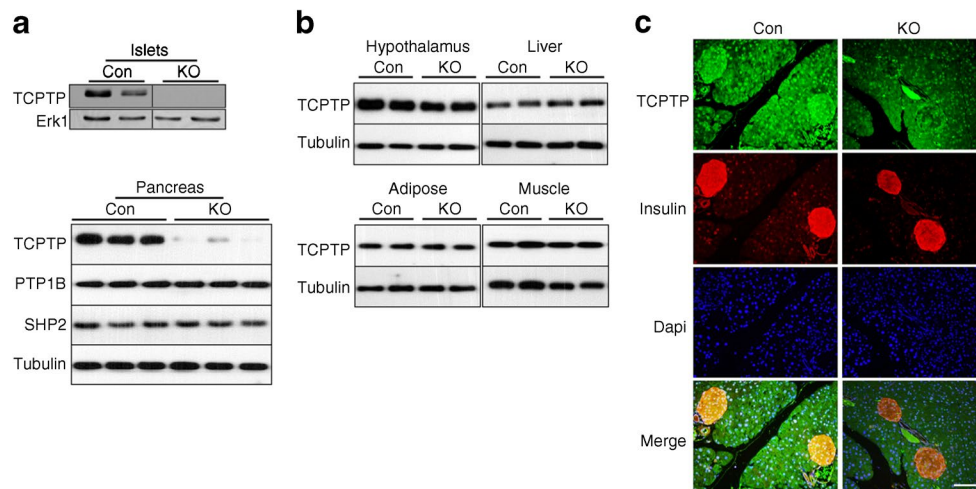 a
Islets
Con KO
TCPTP
Erk1
Pancreas
Con KO
TCPTP
PTP1B
SHP2
Tubulin
b
Hypothalamus Liver
Con KO Con KO
TCPTP
Tubulin
Adipose Muscle
Con KO Con KO
TCPTP
Tubulin
c
Con KO
TCPTP
Insulin
Dapi
Merge